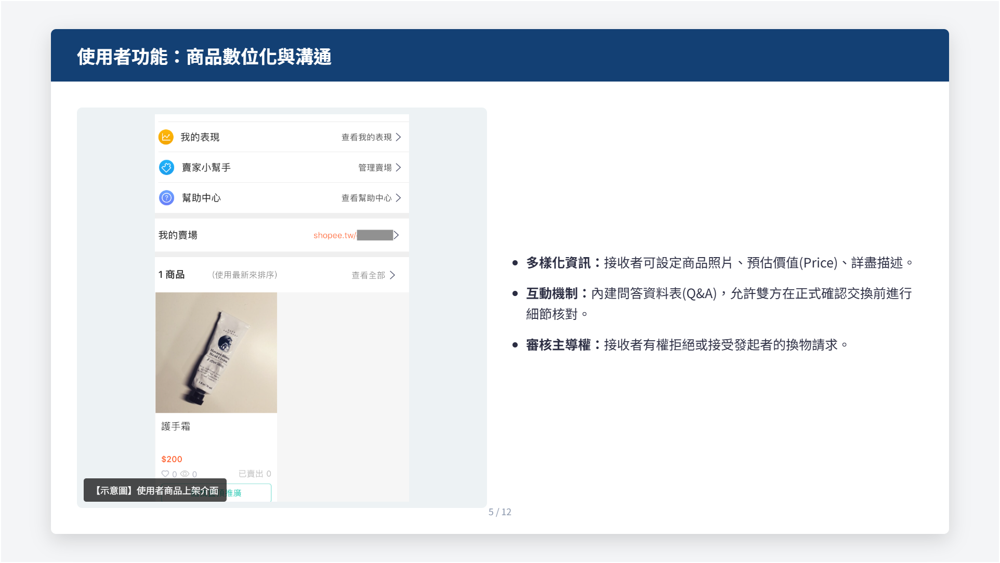 使用者功能：商品數位化與溝通
我的表現 查看我的表現
賣家小幫手 管理賣場
幫助中心 查看幫助中心
我的賣場 shopee.tw/
1 商品 (使用最新來排序) 查看全部
Havana Blues
Hand Cream
護手霜
$200
0 0 已賣出 0
推廣
【示意圖】使用者商品上架介面
• 多樣化資訊：接收者可設定商品照片、預估價值(Price)、詳盡描述。
• 互動機制：內建問答資料表(Q&A)，允許雙方在正式確認交換前進行
細節核對。
• 審核主導權：接收者有權拒絕或接受發起者的換物請求。
5 / 12